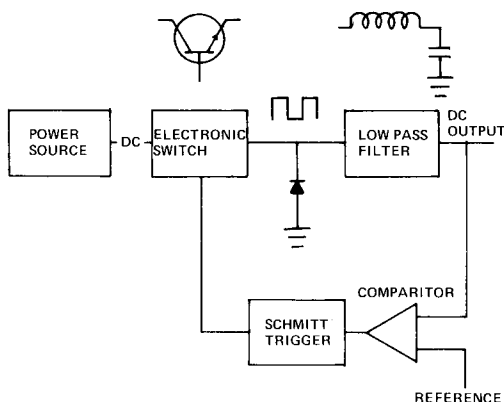 POWER
SOURCE
DC
ELECTRONIC
SWITCH
LOW PASS
FILTER
DC
OUTPUT
COMPARITOR
SCHMITT
TRIGGER
REFERENCE